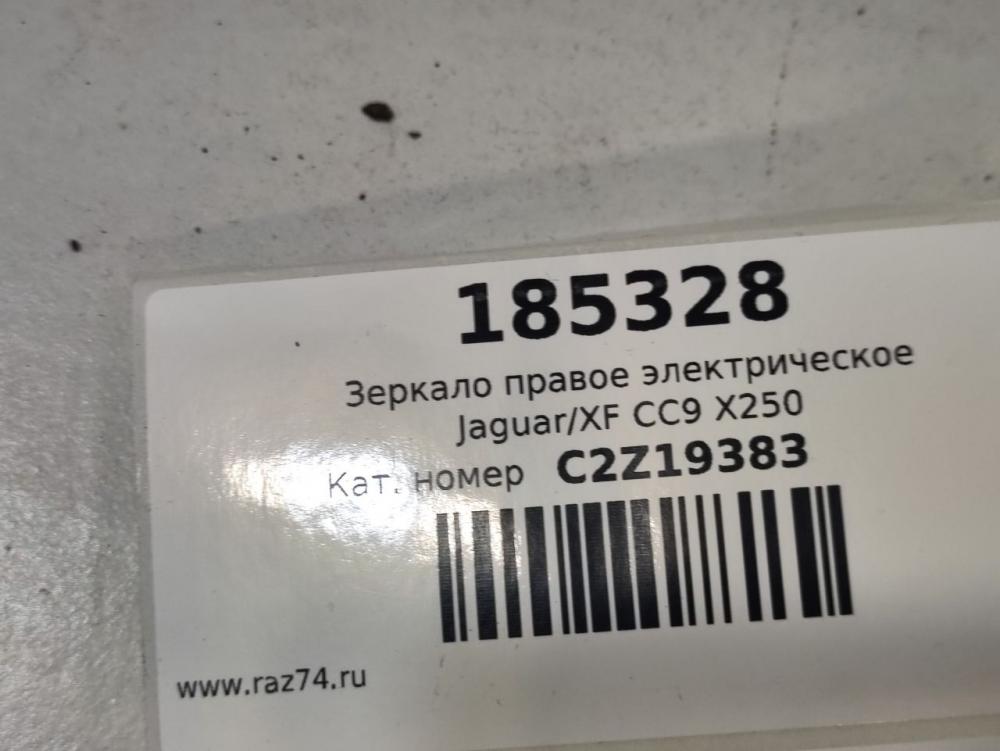 185328
Зеркало правое электрическое
Jaguar/XF CC9 X250
Кат. номер C2Z19383
www.raz74.ru